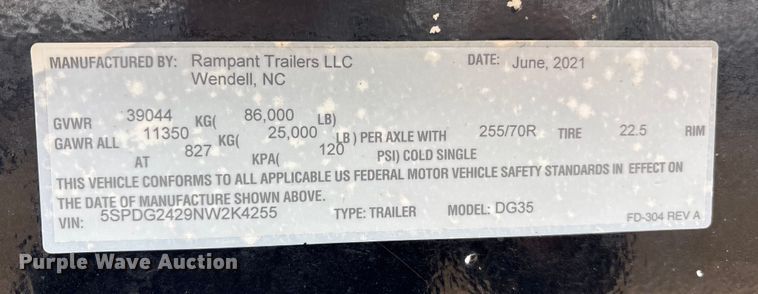 MANUFACTURED BY: Rampant Trailers LLC DATE: June, 2021
Wendell, NC
GVWR 39044 KG( 86,000 LB)
GAWR ALL 11350 KG( 25,000 LB) PER AXLE WITH 255/70R TIRE 22.5 RIM
AT 827 KPA( 120 PSI) COLD SINGLE
THIS VEHICLE CONFORMS TO ALL APPLICABLE US FEDERAL MOTOR VEHICLE SAFETY STANDARDS IN EFFECT ON
THE DATE OF MANUFACTURE SHOWN ABOVE.
VIN: 5SPDG2429NW2K4255 TYPE: TRAILER MODEL: DG35
FD-304 REV A
Purple Wave Auction